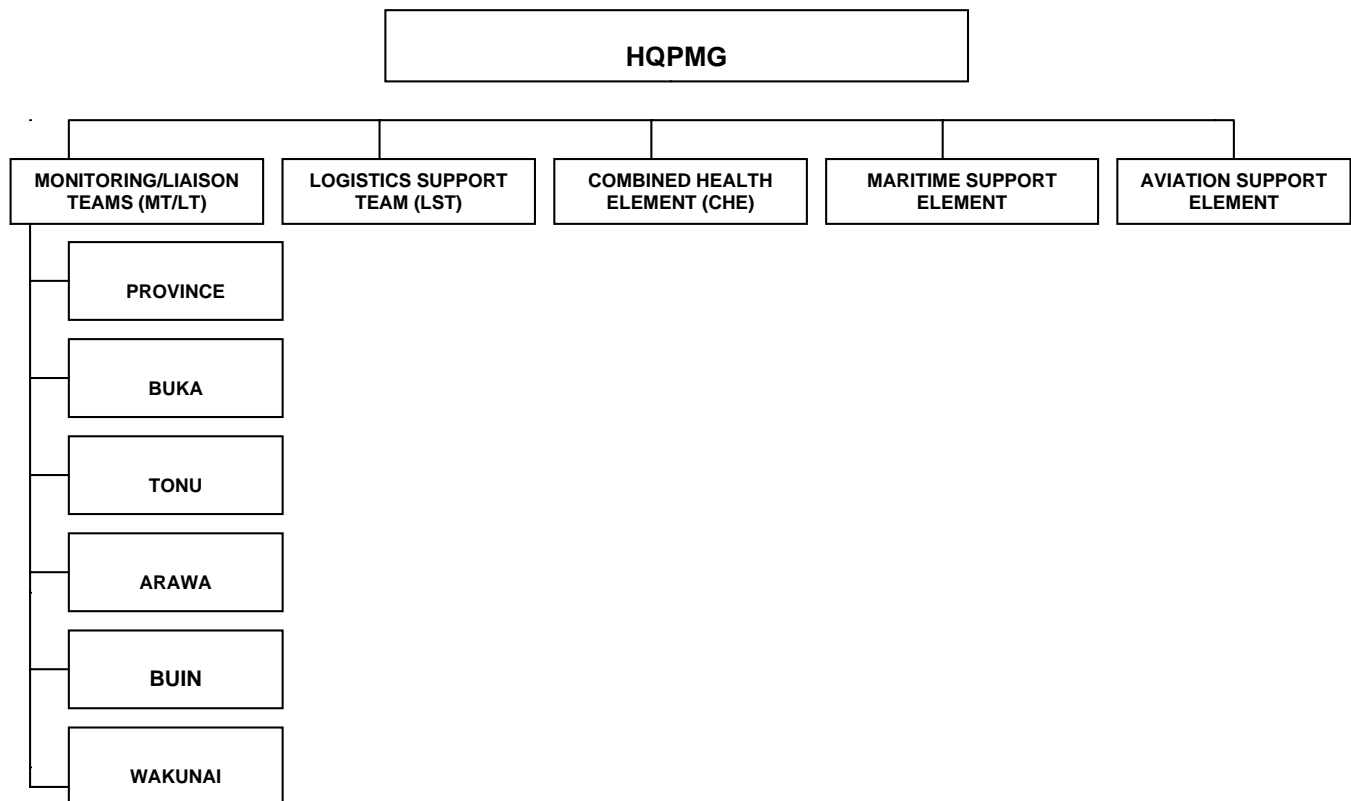 HQPMG
MONITORING/LIAISON
TEAMS (MT/LT)
LOGISTICS SUPPORT
TEAM (LST)
COMBINED HEALTH
ELEMENT (CHE)
MARITIME SUPPORT
ELEMENT
AVIATION SUPPORT
ELEMENT
PROVINCE
BUKA
TONU
ARAWA
BUIN
WAKUNAI